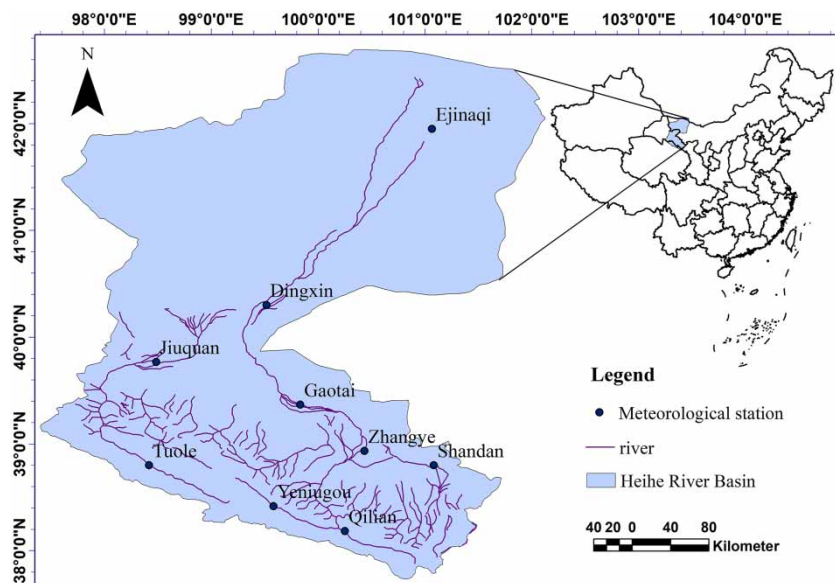 98°0'0"E 99°0'0"E 100°0'0"E 101°0'0"E 102°0'0"E 103°0'0"E 104°0'0"E
N
42°0'0"N
Ejinaqi
41°0'0"N
Dingxin
40°0'0"N
Jiuquan
Gaotai
39°0'0"N
Zhangye
Tuole
Shandan
Yeniugou
Qilian
38°0'0"N
Legend
Meteorological station
river
Heihe River Basin
40 20 0 40 80
Kilometer